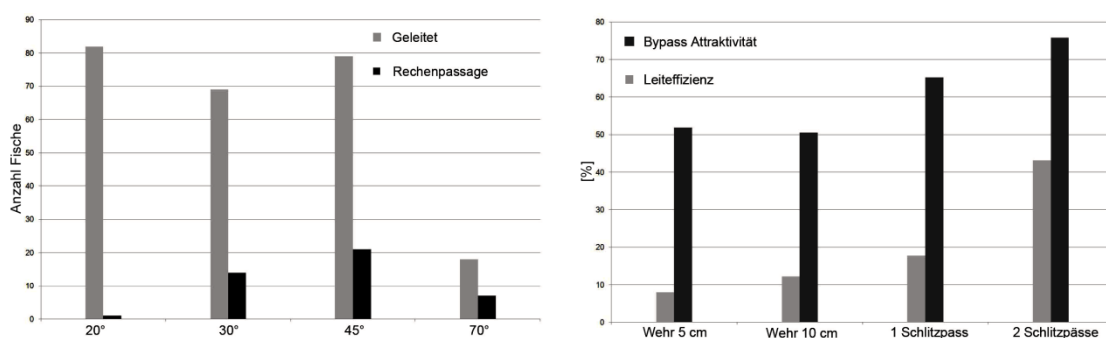 90
80
70
60
50
40
30
20
10
0
Anzahl Fische
Geleitet
Rechenpassage
20° 30° 45° 70°
80
70
60
50
40
30
20
10
0
[%]
Bypass Attraktivität
Leiteffizienz
Wehr 5 cm Wehr 10 cm 1 Schlitzpass 2 Schlitzpässe